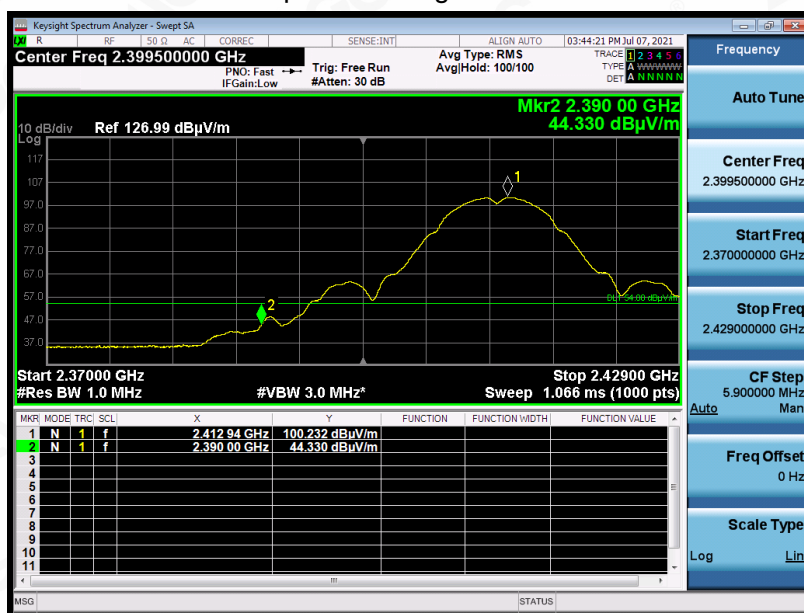 Keysight Spectrum Analyzer - Swept SA
LXI R RF 50 Ω AC CORREC SENSE:INT ALIGN AUTO 03:44:21 PM Jul 07, 2021
Center Freq 2.399500000 GHz
PNO: Fast
IFGain:Low
Trig: Free Run
#Atten: 30 dB
Avg Type: RMS
Avg|Hold: 100/100
TRACE 1 2 3 4 5 6
TYPE A WWWWW
DET A N N N N N
Mkr2 2.390 00 GHz
44.330 dBµV/m
10 dB/div Ref 126.99 dBµV/m
Log
117
107
97.0
87.0
77.0
67.0
57.0
47.0
37.0
1
2
DL1 54.00 dBµV/m
Start 2.37000 GHz Stop 2.42900 GHz
#Res BW 1.0 MHz #VBW 3.0 MHz* Sweep 1.066 ms (1000 pts)
MKR MODE TRC SCL X Y FUNCTION FUNCTION WIDTH FUNCTION VALUE
1 N 1 f 2.412 94 GHz 100.232 dBµV/m
2 N 1 f 2.390 00 GHz 44.330 dBµV/m
3
4
5
6
7
8
9
10
11
MSG STATUS
Frequency
Auto Tune
Center Freq
2.399500000 GHz
Start Freq
2.370000000 GHz
Stop Freq
2.429000000 GHz
CF Step
5.900000 MHz
Auto Man
Freq Offset
0 Hz
Scale Type
Log Lin